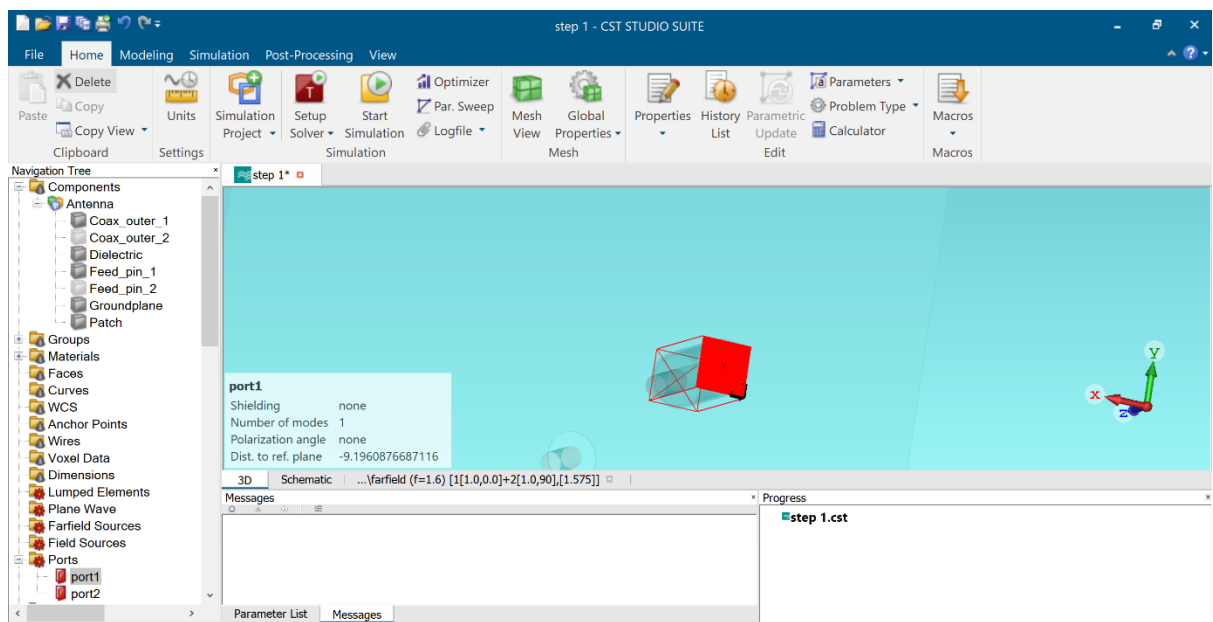 step 1 - CST STUDIO SUITE
File Home Modeling Simulation Post-Processing View
Paste
Delete
Copy
Copy View
Clipboard
Units
Settings
Simulation Project
Setup Solver
Start Simulation
Optimizer
Par. Sweep
Logfile
Simulation
Mesh View
Global Properties
Mesh
Properties
History List
Parametric Update
Parameters
Problem Type
Calculator
Edit
Macros
Macros
Navigation Tree
Components
Antenna
Coax_outer_1
Coax_outer_2
Dielectric
Feed_pin_1
Feed_pin_2
Groundplane
Patch
Groups
Materials
Faces
Curves
WCS
Anchor Points
Wires
Voxel Data
Dimensions
Lumped Elements
Plane Wave
Farfield Sources
Field Sources
Ports
port1
port2
step 1*
port1
Shielding none
Number of modes 1
Polarization angle none
Dist. to ref. plane -9.1960876687116
y
x
z
3D Schematic ...\farfield (f=1.6) [1[1.0,0.0]+2[1.0,90],[1.575]]
Messages
Parameter List Messages
Progress
step 1.cst